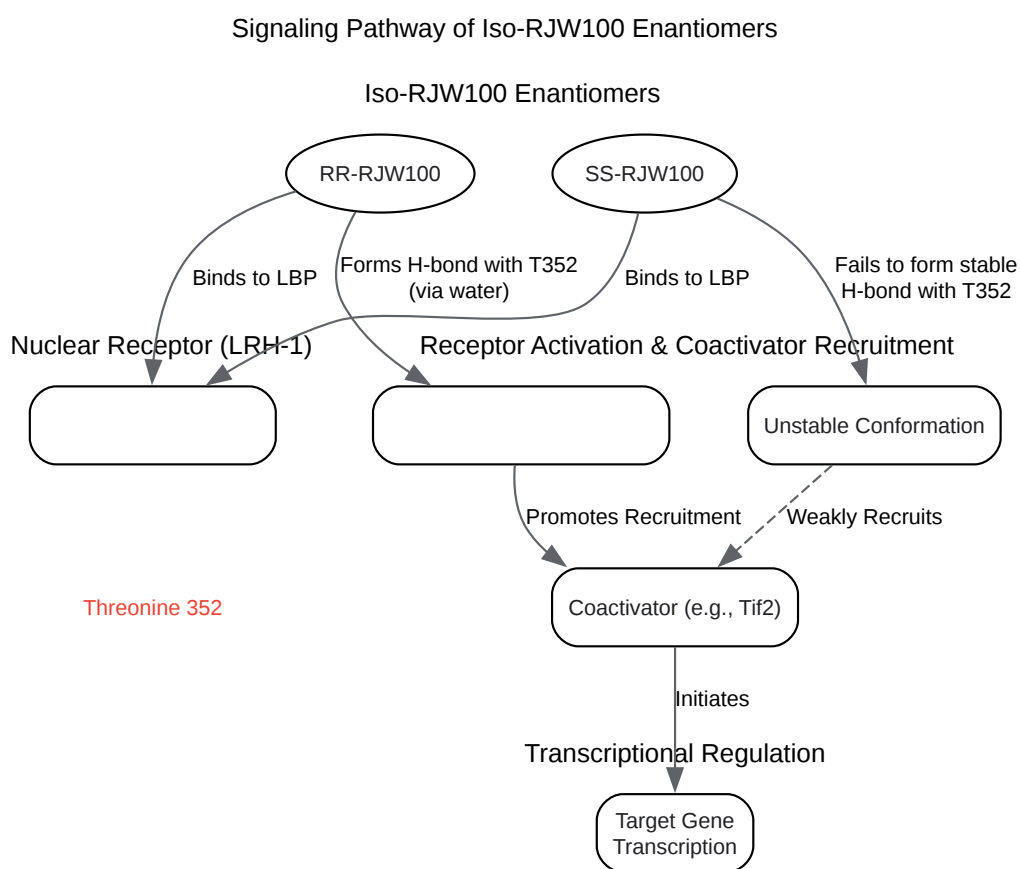 Signaling Pathway of Iso-RJW100 Enantiomers
Iso-RJW100 Enantiomers
RR-RJW100
SS-RJW100
Binds to LBP
Forms H-bond with T352
(via water)
Binds to LBP
Fails to form stable
H-bond with T352
Nuclear Receptor (LRH-1)
Receptor Activation & Coactivator Recruitment
Unstable Conformation
Promotes Recruitment
Weakly Recruits
Threonine 352
Coactivator (e.g., Tif2)
Initiates
Transcriptional Regulation
Target Gene
Transcription